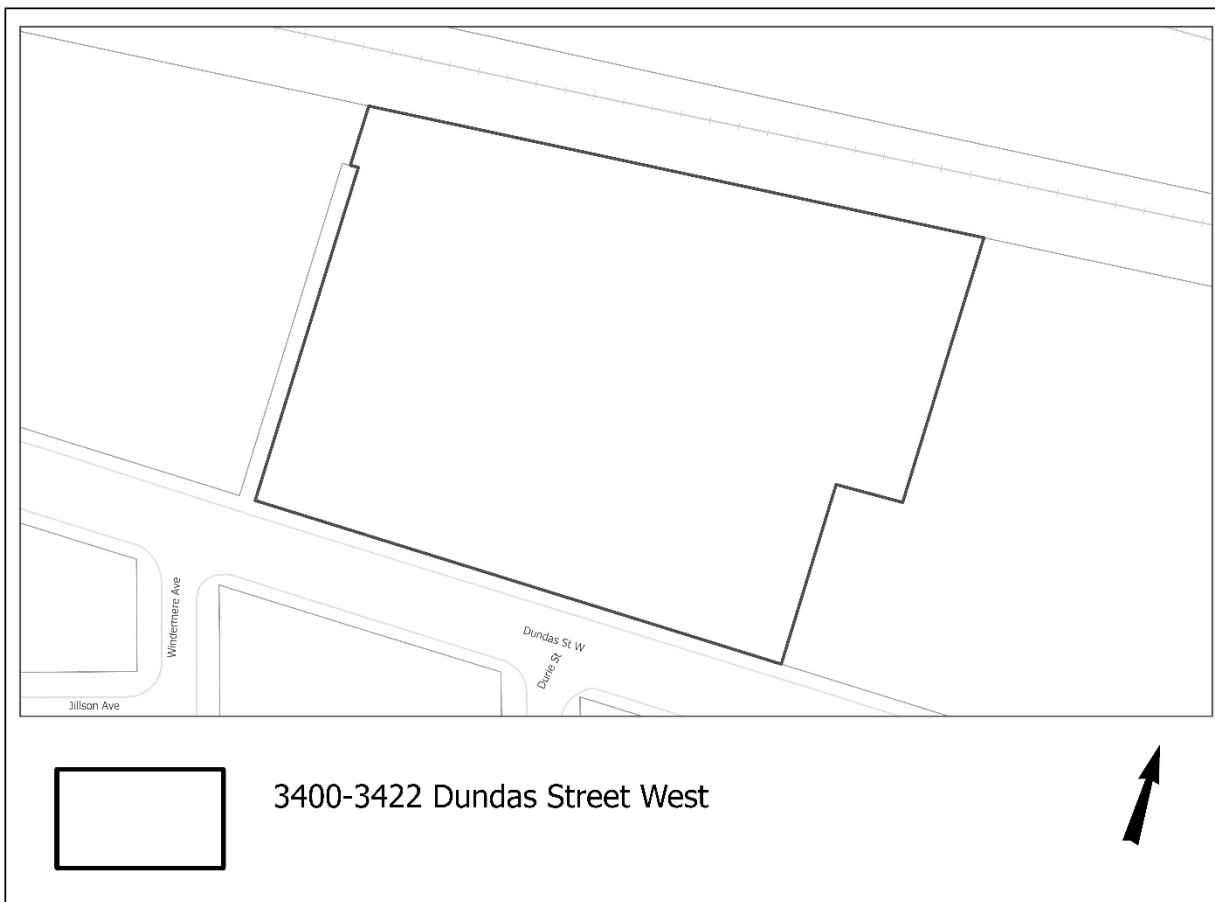 Windermere Ave
Dundas St W
Durie St
Jillson Ave
3400-3422 Dundas Street West